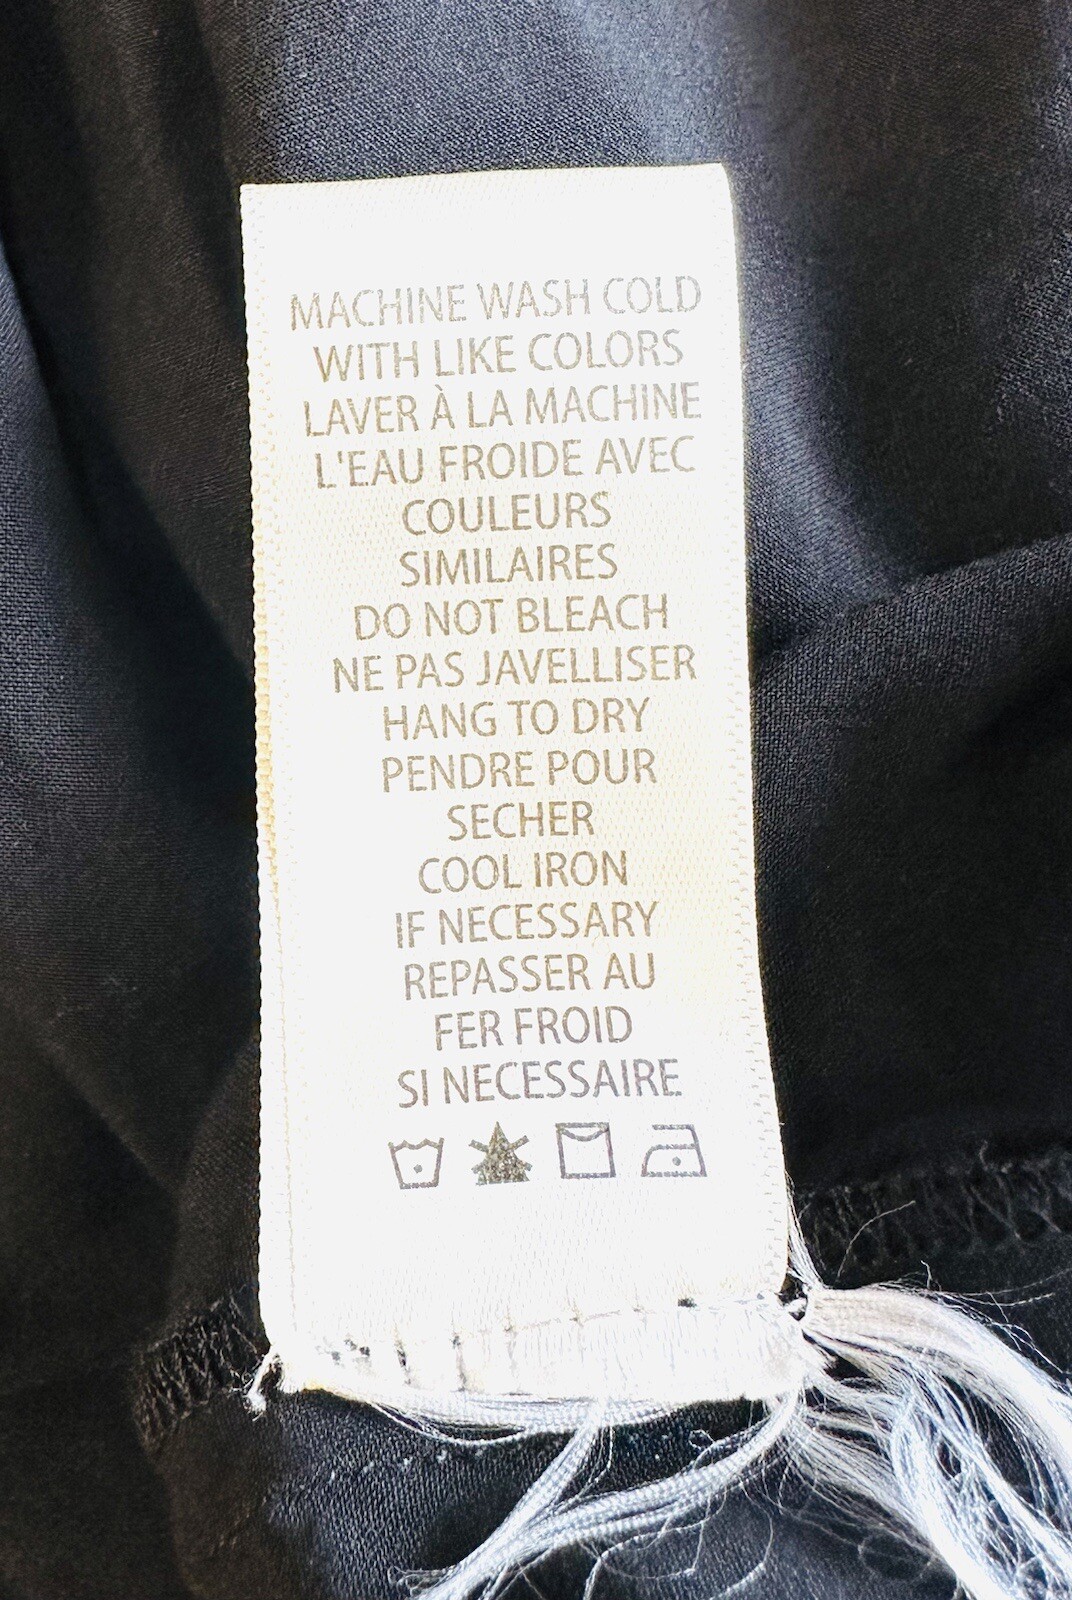 MACHINE WASH COLD
WITH LIKE COLORS
LAVER À LA MACHINE
L'EAU FROIDE AVEC
COULEURS
SIMILAIRES
DO NOT BLEACH
NE PAS JAVELLISER
HANG TO DRY
PENDRE POUR
SECHER
COOL IRON
IF NECESSARY
REPASSER AU
FER FROID
SI NECESSAIRE